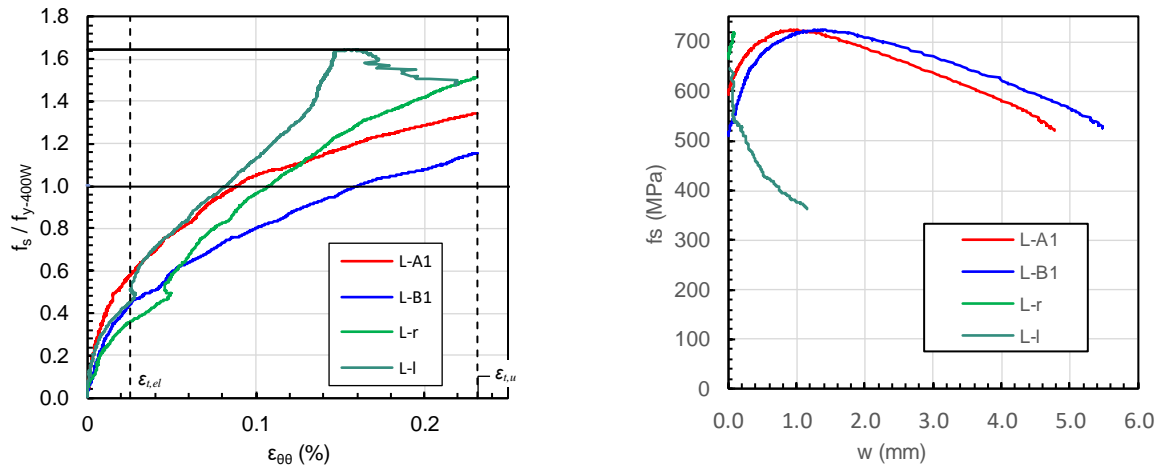 1.8
1.6
1.4
1.2
1.0
0.8
0.6
0.4
0.2
0.0
fs / fy-400W
0
0.1
0.2
εθθ (%)
εt,el
εt,u
L-A1
L-B1
L-r
L-l
700
600
500
400
300
200
100
0
fs (MPa)
0.0
1.0
2.0
3.0
4.0
5.0
6.0
w (mm)
L-A1
L-B1
L-r
L-l